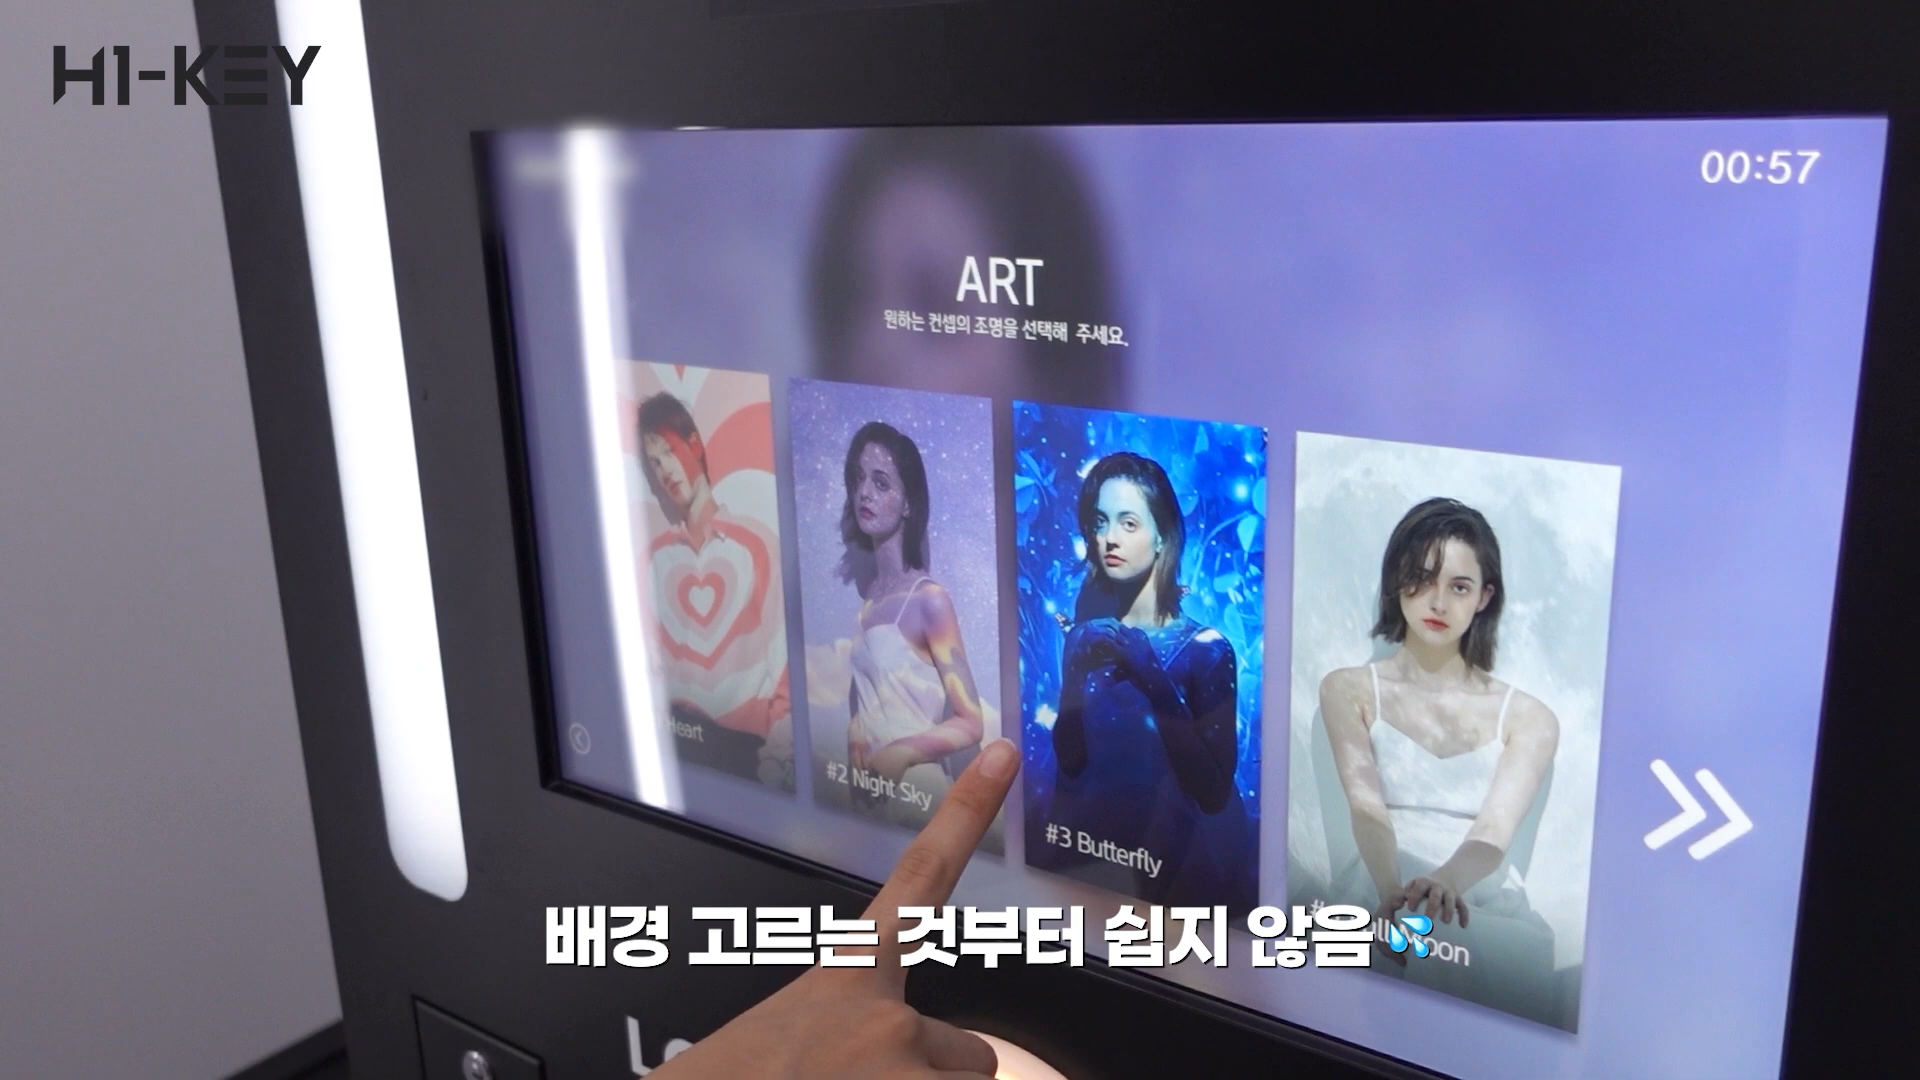 H1-KEY
00:57
ART
원하는 컨셉의 조명을 선택해 주세요.
Heart
#2 Night Sky
#3 Butterfly
Moon
배경 고르는 것부터 쉽지 않음💦